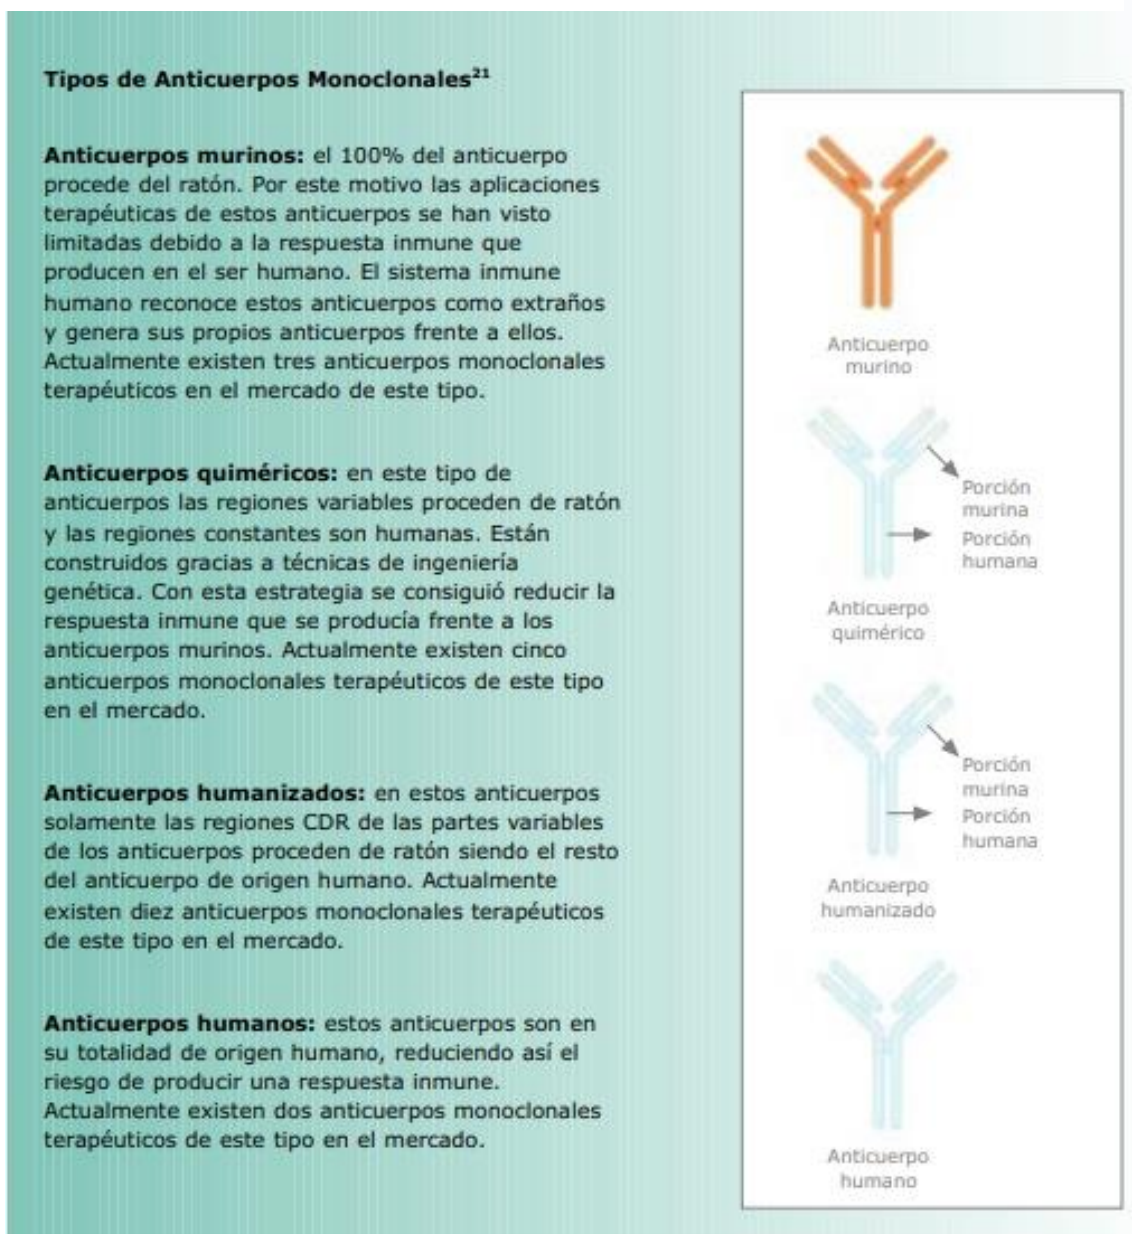 Tipos de Anticuerpos Monoclonales²¹
Anticuerpos murinos: el 100% del anticuerpo
procede del ratón. Por este motivo las aplicaciones
terapéuticas de estos anticuerpos se han visto
limitadas debido a la respuesta inmune que
producen en el ser humano. El sistema inmune
humano reconoce estos anticuerpos como extraños
y genera sus propios anticuerpos frente a ellos.
Actualmente existen tres anticuerpos monoclonales
terapéuticos en el mercado de este tipo.
Anticuerpos quiméricos: en este tipo de
anticuerpos las regiones variables proceden de ratón
y las regiones constantes son humanas. Están
construidos gracias a técnicas de ingeniería
genética. Con esta estrategia se consiguió reducir la
respuesta inmune que se producía frente a los
anticuerpos murinos. Actualmente existen cinco
anticuerpos monoclonales terapéuticos de este tipo
en el mercado.
Anticuerpos humanizados: en estos anticuerpos
solamente las regiones CDR de las partes variables
de los anticuerpos proceden de ratón siendo el resto
del anticuerpo de origen humano. Actualmente
existen diez anticuerpos monoclonales terapéuticos
de este tipo en el mercado.
Anticuerpos humanos: estos anticuerpos son en
su totalidad de origen humano, reduciendo así el
riesgo de producir una respuesta inmune.
Actualmente existen dos anticuerpos monoclonales
terapéuticos de este tipo en el mercado.
Anticuerpo
murino
Porción
murina
Porción
humana
Anticuerpo
quimérico
Porción
murina
Porción
humana
Anticuerpo
humanizado
Anticuerpo
humano